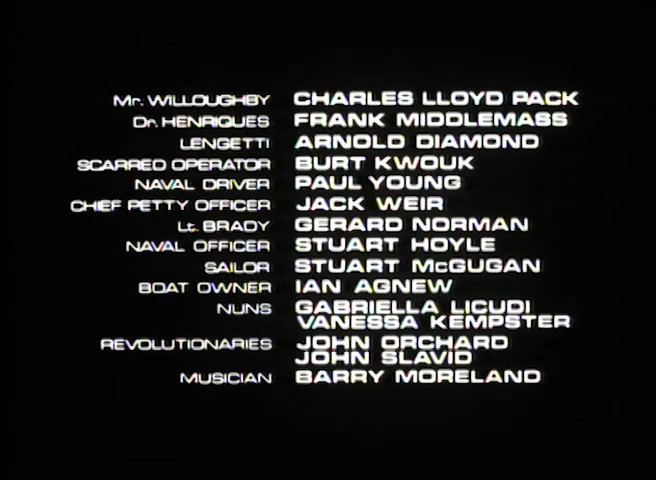 Mr. WILLOUGHBY CHARLES LLOYD PACK
Dr. HENRIQUES FRANK MIDDLEMASS
LENGETTI ARNOLD DIAMOND
SCARRED OPERATOR BURT KWOUK
NAVAL DRIVER PAUL YOUNG
CHIEF PETTY OFFICER JACK WEIR
Lt. BRADY GERARD NORMAN
NAVAL OFFICER STUART HOYLE
SAILOR STUART McGUGAN
BOAT OWNER IAN AGNEW
NUNS GABRIELLA LICUDI
VANESSA KEMPSTER
REVOLUTIONARIES JOHN ORCHARD
JOHN SLAVID
MUSICIAN BARRY MORELAND